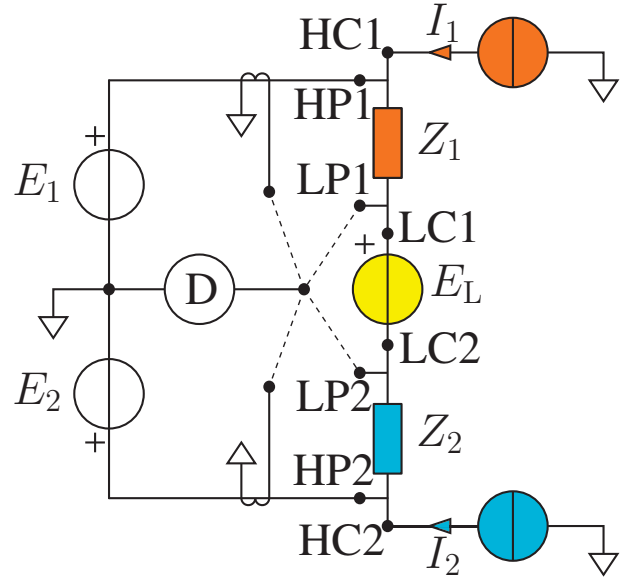 HC1
I1
HP1
+
Z1
E1
LP1
LC1
+
D
EL
LC2
E2
LP2
Z2
+
HP2
HC2
I2